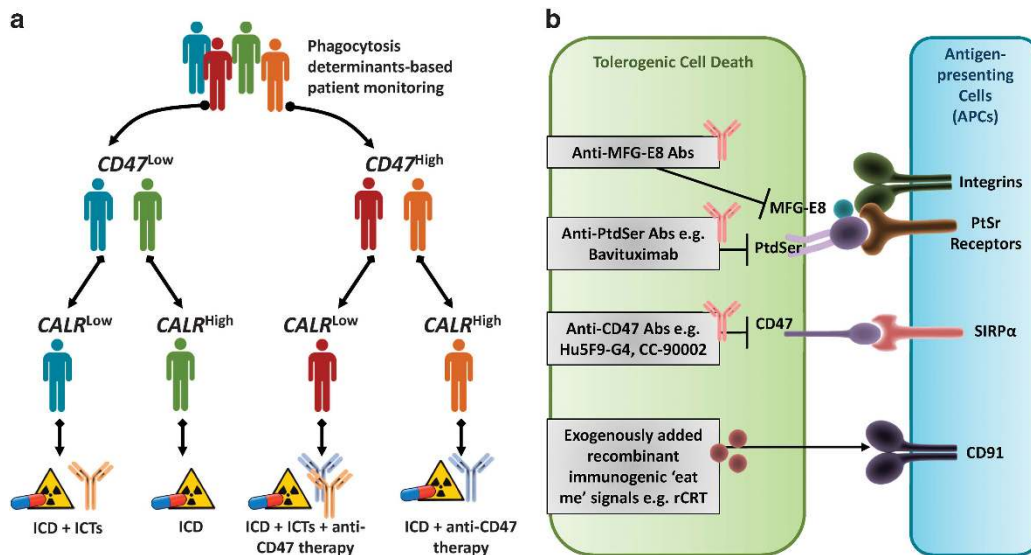 a
Phagocytosis
determinants-based
patient monitoring
CD47Low
CD47High
CALRLow
CALRHigh
CALRLow
CALRHigh
ICD + ICTs
ICD
ICD + ICTs + anti-
CD47 therapy
ICD + anti-CD47
therapy
b
Tolerogenic Cell Death
Antigen-
presenting
Cells
(APCs)
Anti-MFG-E8 Abs
MFG-E8
Integrins
Anti-PtdSer Abs e.g.
Bavituximab
PtdSer
PtSr
Receptors
Anti-CD47 Abs e.g.
Hu5F9-G4, CC-90002
CD47
SIRPα
Exogenously added
recombinant
immunogenic ‘eat
me’ signals e.g. rCRT
CD91